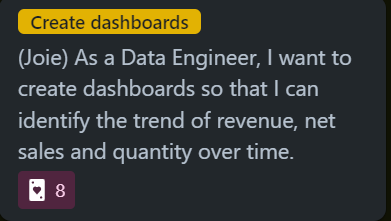 Create dashboards
(Joie) As a Data Engineer, I want to
create dashboards so that I can
identify the trend of revenue, net
sales and quantity over time.
8